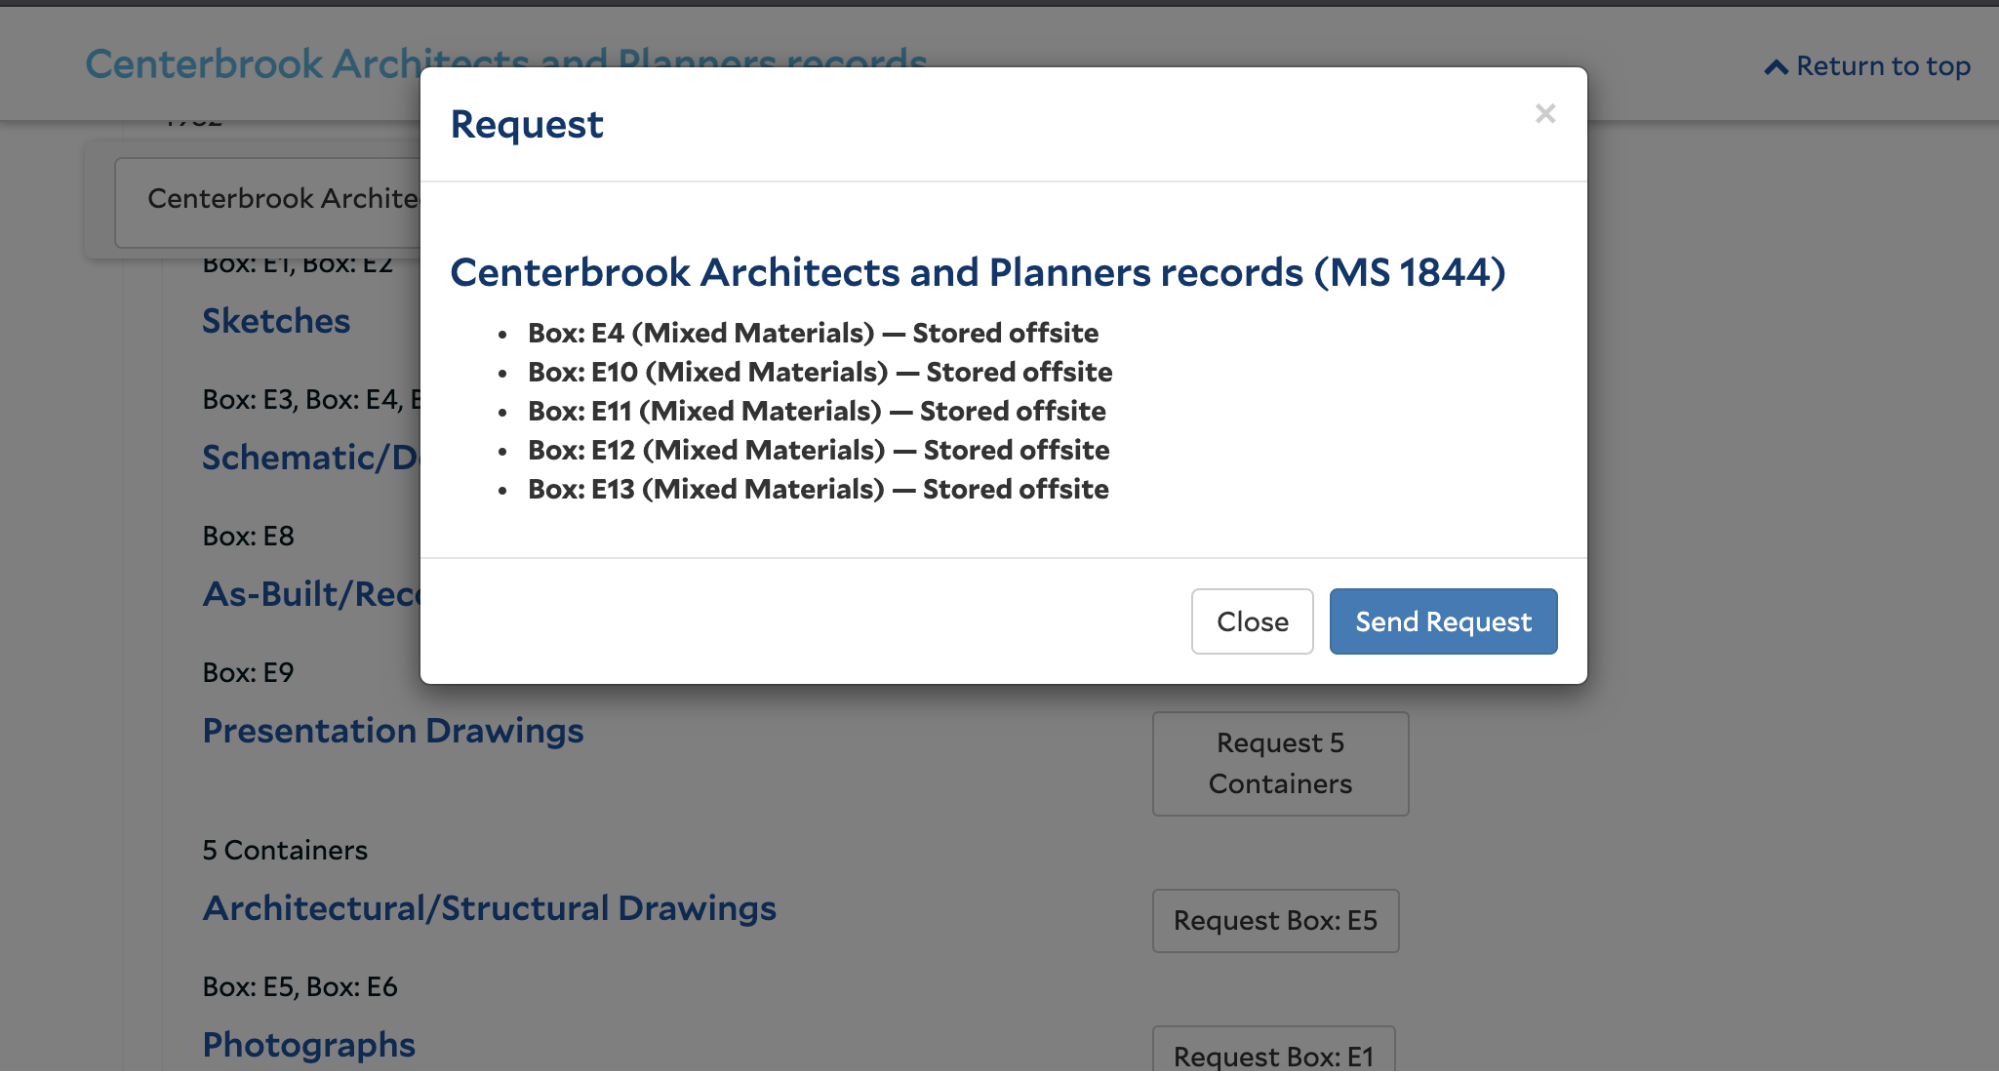 Centerbrook Architects and Planners records
Return to top
1982
Centerbrook Archite
Box: E1, Box: E2
Sketches
Box: E3, Box: E4,
Schematic/D
Box: E8
As-Built/Rec
Box: E9
Presentation Drawings
Request 5
Containers
5 Containers
Architectural/Structural Drawings
Request Box: E5
Box: E5, Box: E6
Photographs
Request Box: E1
Request
×
Centerbrook Architects and Planners records (MS 1844)
• Box: E4 (Mixed Materials) — Stored offsite
• Box: E10 (Mixed Materials) — Stored offsite
• Box: E11 (Mixed Materials) — Stored offsite
• Box: E12 (Mixed Materials) — Stored offsite
• Box: E13 (Mixed Materials) — Stored offsite
Close
Send Request